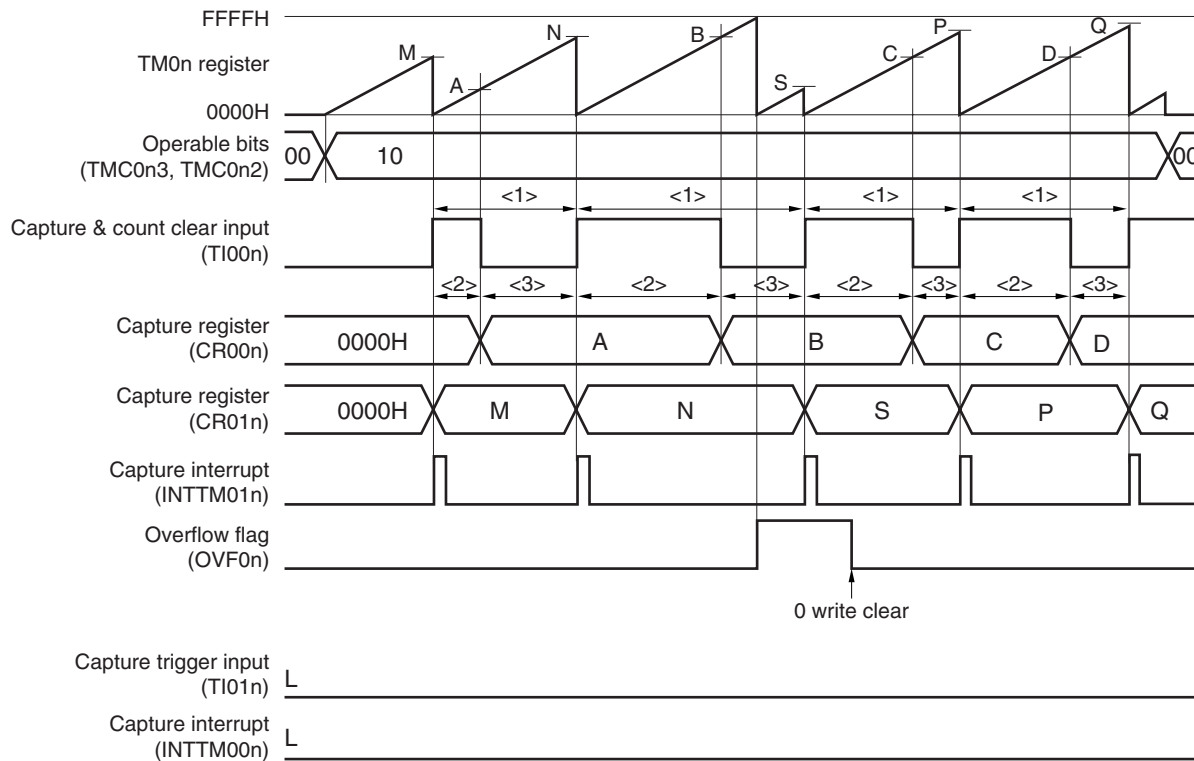 FFFFH
TM0n register
0000H
M
A
N
B
S
C
P
D
Q
Operable bits
(TMC0n3, TMC0n2)
00
10
00
<1>
<1>
<1>
<1>
Capture & count clear input
(TI00n)
<2>
<3>
<2>
<3>
<2>
<3>
<2>
<3>
Capture register
(CR00n)
0000H
A
B
C
D
Capture register
(CR01n)
0000H
M
N
S
P
Q
Capture interrupt
(INTTM01n)
Overflow flag
(OVF0n)
0 write clear
Capture trigger input
(TI01n)
L
Capture interrupt
(INTTM00n)
L